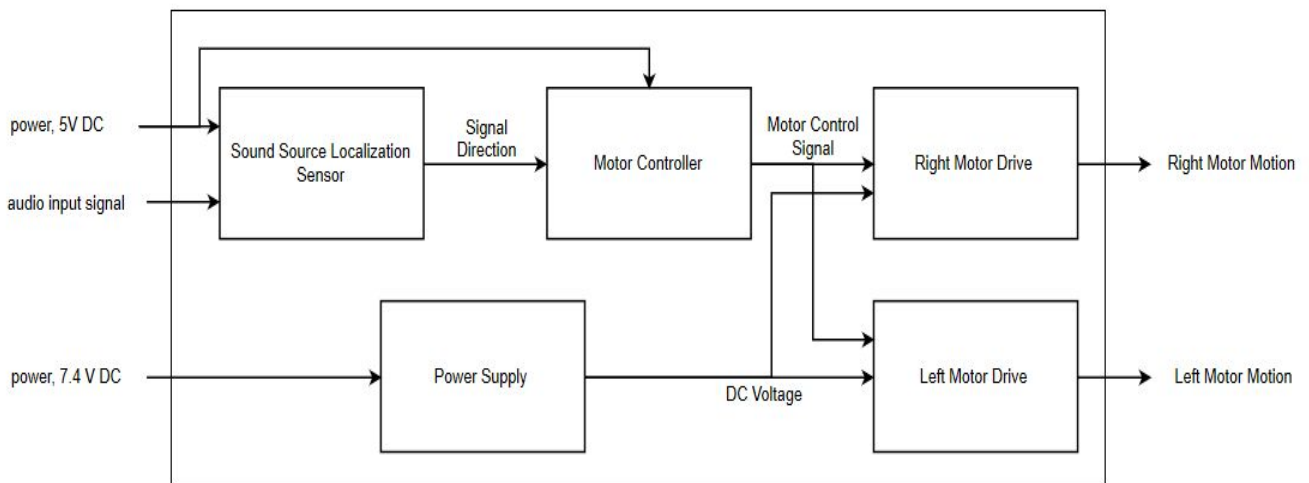 power, 5V DC
audio input signal
Sound Source Localization
Sensor
Signal
Direction
Motor Controller
Motor Control
Signal
Right Motor Drive
Right Motor Motion
power, 7.4 V DC
Power Supply
DC Voltage
Left Motor Drive
Left Motor Motion